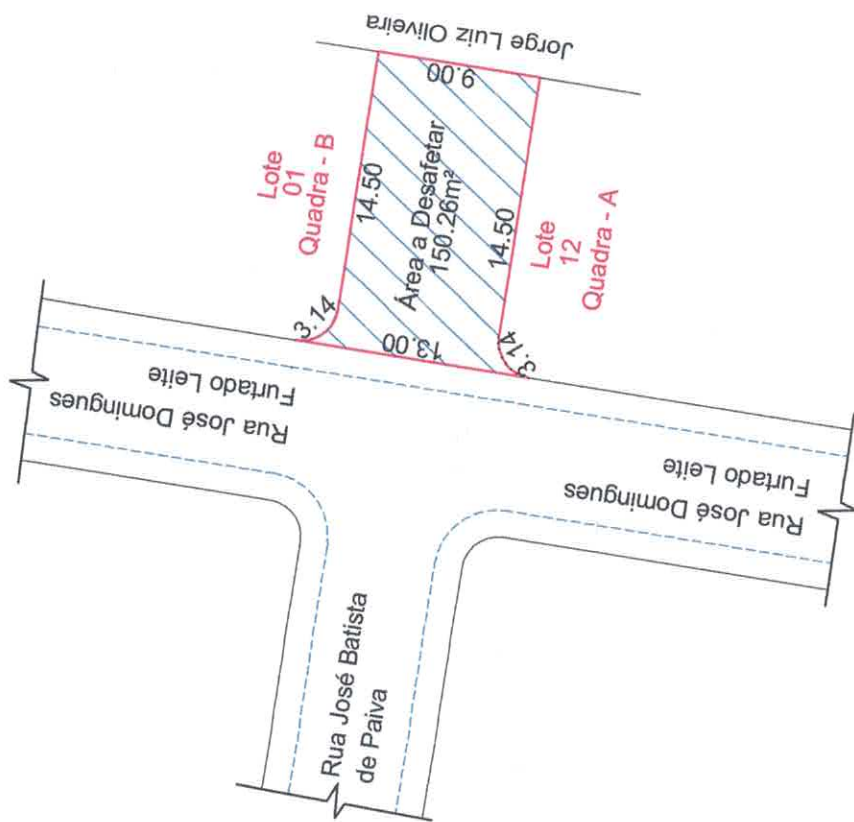 Jorge Luiz Oliveira
Lote
01
Quadra - B
14.50
9.00
Área a Desafetar
150.26m²
14.50
3.14
13.00
3.14
Lote
12
Quadra - A
Rua José Domingues
Furtado Leite
Rua José Domingues
Furtado Leite
Rua José Batista
de Paiva